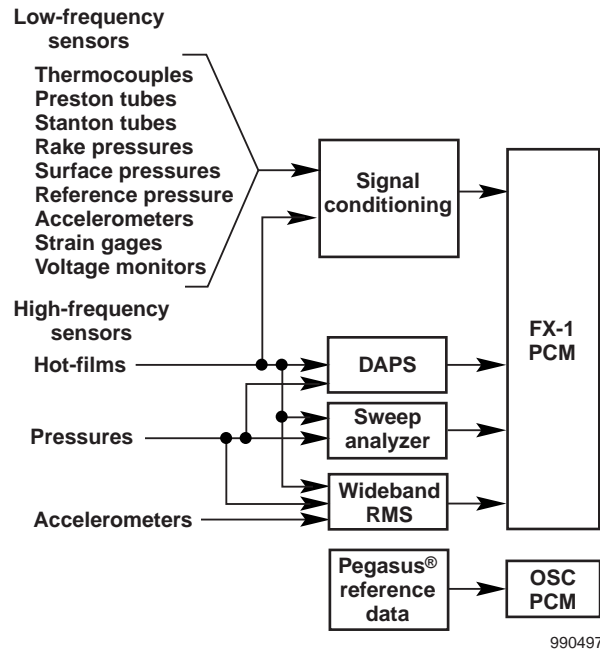 Low-frequency
sensors
Thermocouples
Preston tubes
Stanton tubes
Rake pressures
Surface pressures
Reference pressure
Accelerometers
Strain gages
Voltage monitors
High-frequency
sensors
Hot-films
Pressures
Accelerometers
Signal
conditioning
DAPS
Sweep
analyzer
Wideband
RMS
Pegasus®
reference
data
FX-1
PCM
OSC
PCM
990497